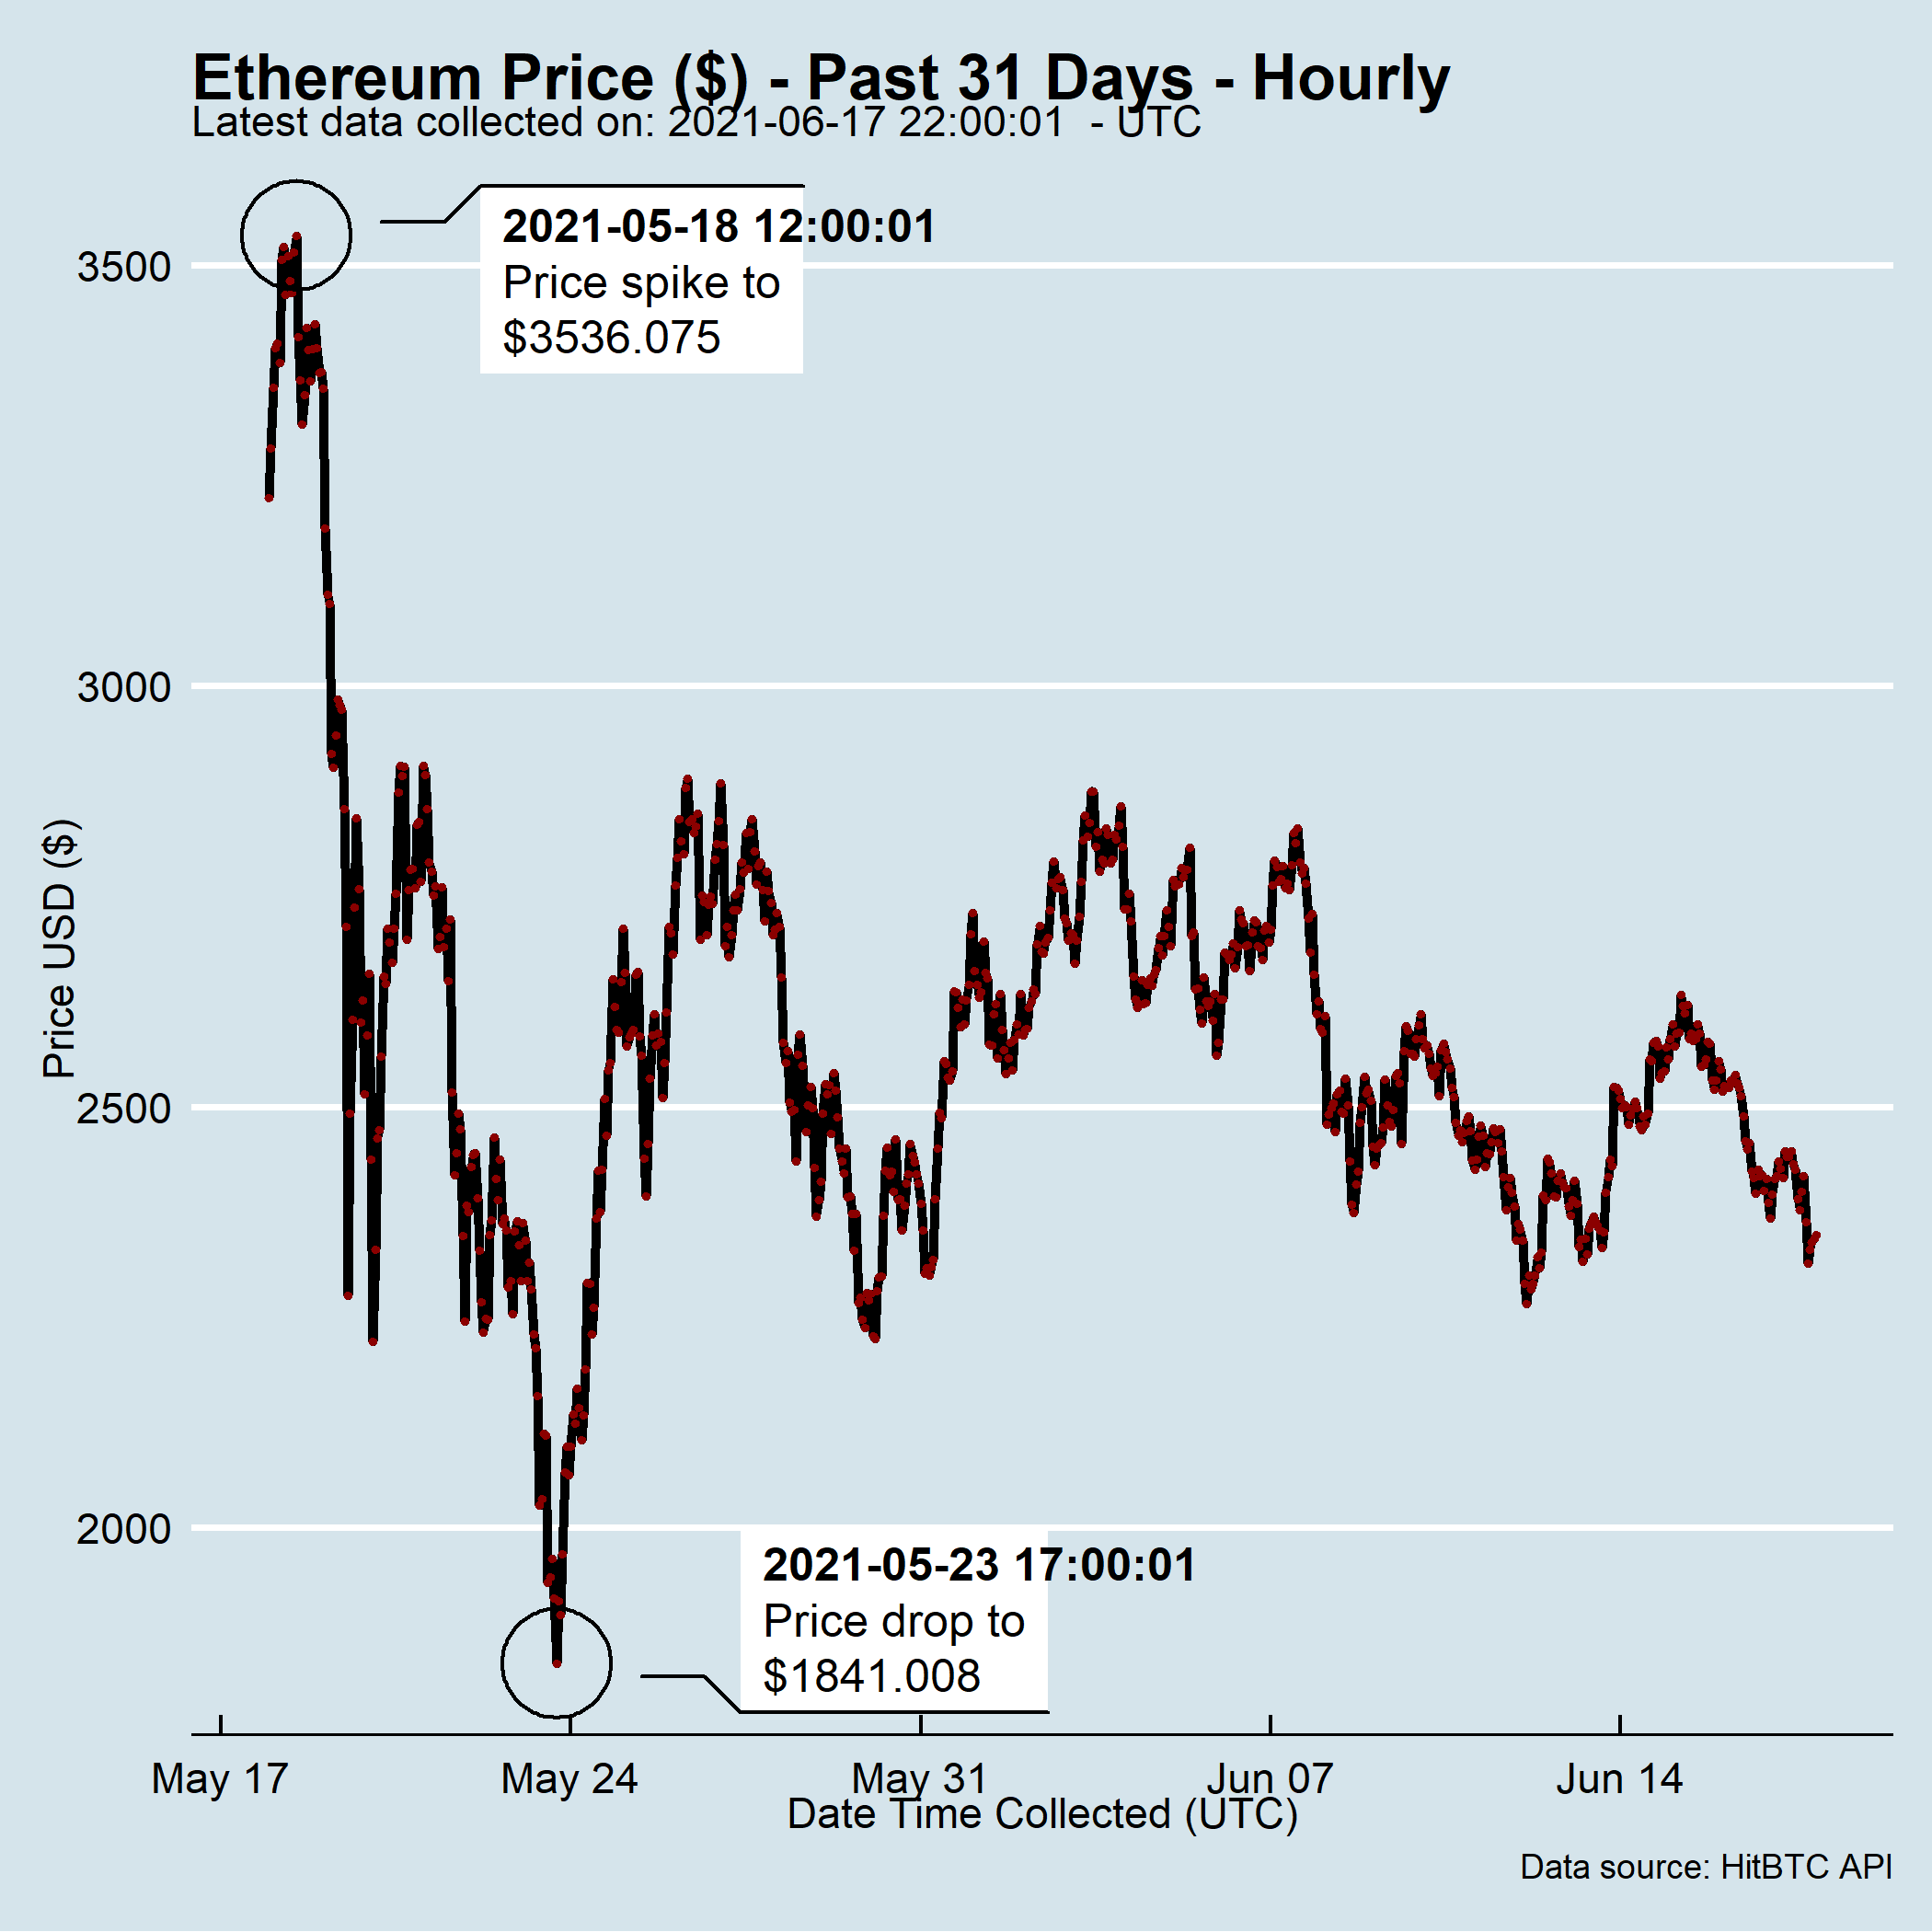 Ethereum Price ($) - Past 31 Days - Hourly
Latest data collected on: 2021-06-17 22:00:01  - UTC
2021-05-18 12:00:01
Price spike to
$3536.075
3500
3000
2500
2000
Price USD ($)
2021-05-23 17:00:01
Price drop to
$1841.008
May 17
May 24
May 31
Jun 07
Jun 14
Date Time Collected (UTC)
Data source: HitBTC API